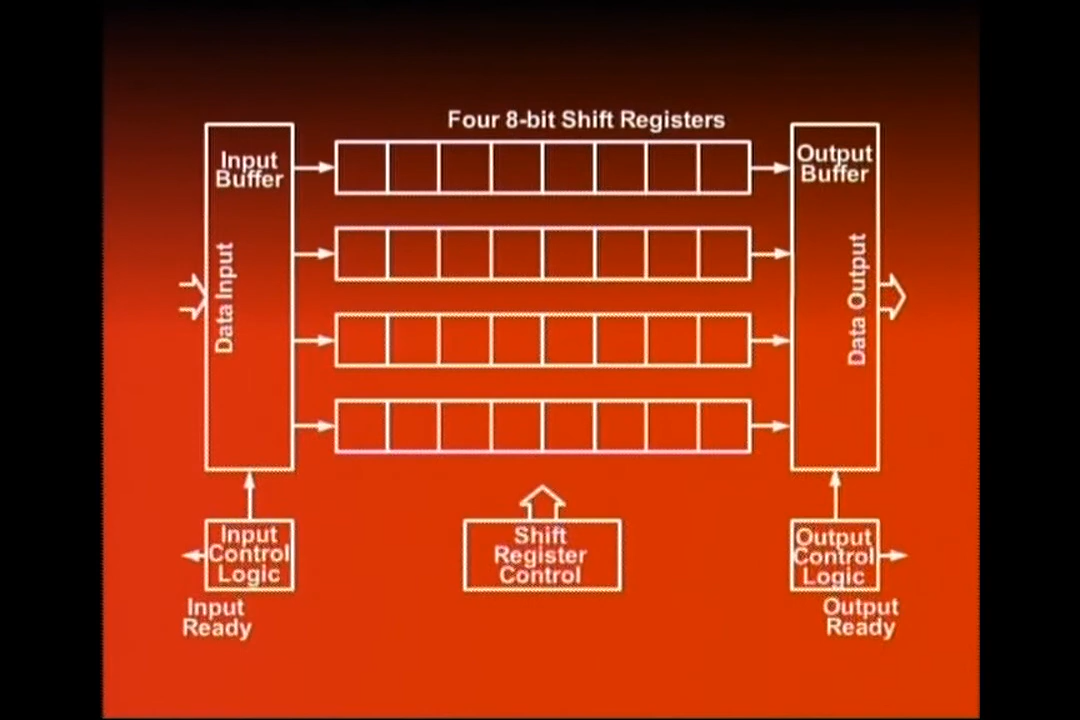 Four 8-bit Shift Registers
Input
Buffer
Data Input
Output
Buffer
Data Output
Input
Control
Logic
Input
Ready
Shift
Register
Control
Output
Control
Logic
Output
Ready